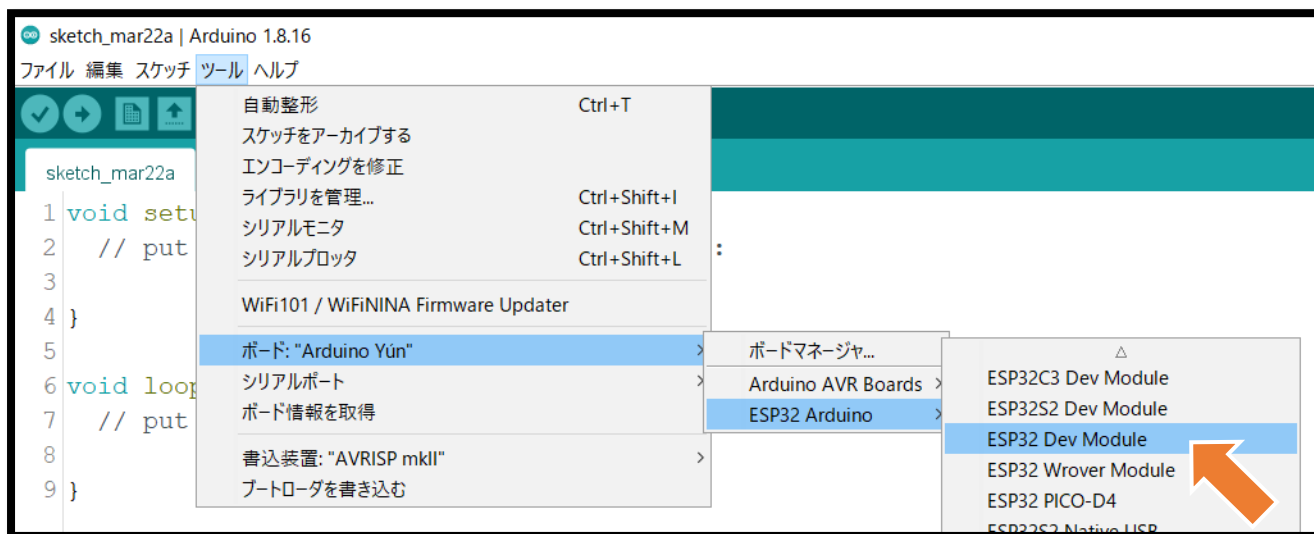 sketch_mar22a | Arduino 1.8.16
ファイル 編集 スケッチ ツール ヘルプ
自動整形 Ctrl+T
スケッチをアーカイブする
エンコーディングを修正
ライブラリを管理... Ctrl+Shift+I
シリアルモニタ Ctrl+Shift+M
シリアルプロッタ Ctrl+Shift+L
WiFi101 / WiFiNINA Firmware Updater
ボード: "Arduino Yún"
シリアルポート
ボード情報を取得
書込装置: "AVRISP mkII"
ブートローダを書き込む
ボードマネージャ...
Arduino AVR Boards
ESP32 Arduino
ESP32C3 Dev Module
ESP32S2 Dev Module
ESP32 Dev Module
ESP32 Wrover Module
ESP32 PICO-D4
ESP32S2 Native USB
sketch_mar22a
1 void setu
2 // put :
3
4 }
5
6 void loop
7 // put
8
9 }